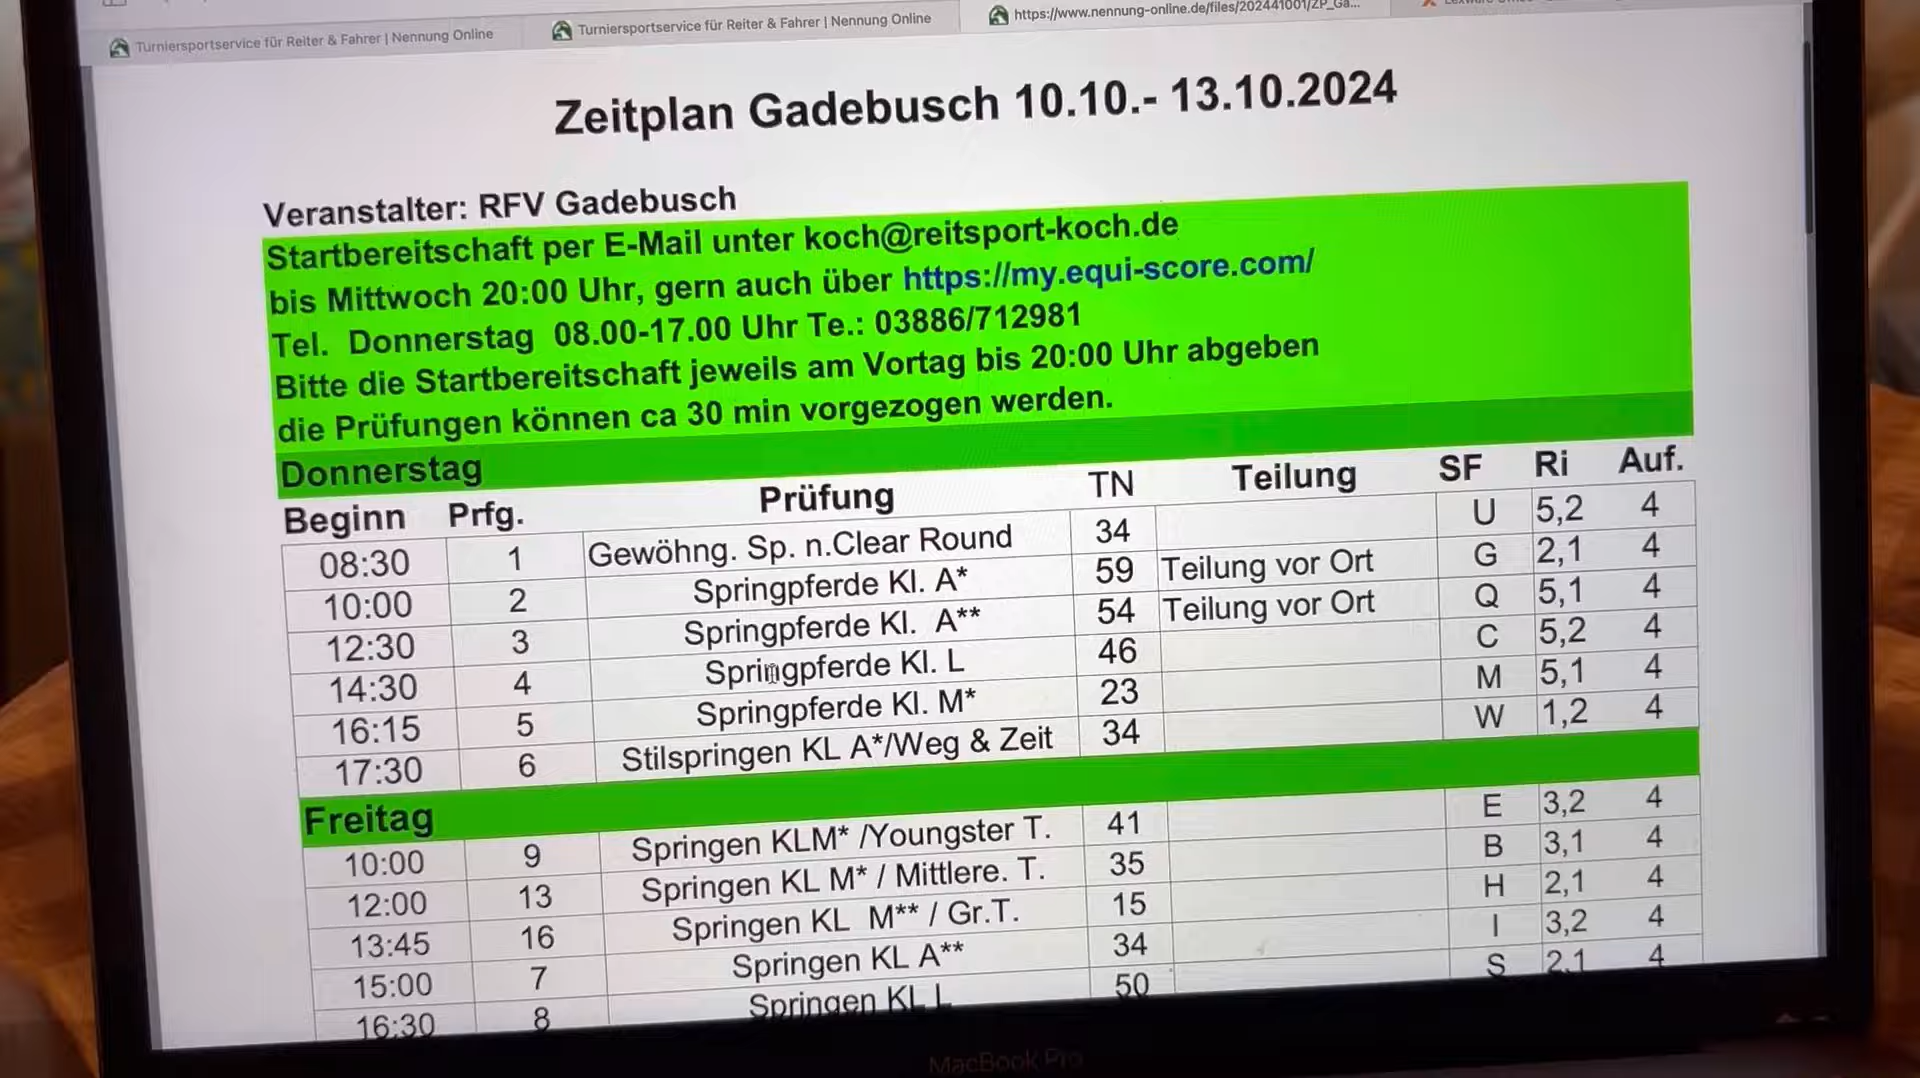 Turniersportservice für Reiter & Fahrer | Nennung Online
Turniersportservice für Reiter & Fahrer | Nennung Online
https://www.nennung-online.de/files/202441001/ZP_Ga...
Zeitplan Gadebusch 10.10.- 13.10.2024
Veranstalter: RFV Gadebusch
Startbereitschaft per E-Mail unter koch@reitsport-koch.de
bis Mittwoch 20:00 Uhr, gern auch über https://my.equi-score.com/
Tel. Donnerstag 08.00-17.00 Uhr Te.: 03886/712981
Bitte die Startbereitschaft jeweils am Vortag bis 20:00 Uhr abgeben
die Prüfungen können ca 30 min vorgezogen werden.
Donnerstag
Beginn Prfg. Prüfung TN Teilung SF Ri Auf.
08:30 1 Gewöhng. Sp. n.Clear Round 34 U 5,2 4
10:00 2 Springpferde Kl. A* 59 Teilung vor Ort G 2,1 4
12:30 3 Springpferde Kl. A** 54 Teilung vor Ort Q 5,1 4
14:30 4 Springpferde Kl. L 46 C 5,2 4
16:15 5 Springpferde Kl. M* 23 M 5,1 4
17:30 6 Stilspringen KL A*/Weg & Zeit 34 W 1,2 4
Freitag
10:00 9 Springen KLM* /Youngster T. 41 E 3,2 4
12:00 13 Springen KL M* / Mittlere. T. 35 B 3,1 4
13:45 16 Springen KL M** / Gr.T. 15 H 2,1 4
15:00 7 Springen KL A** 34 I 3,2 4
16:30 8 Springen KL L 50 S 2,1 4
MacBook Pro